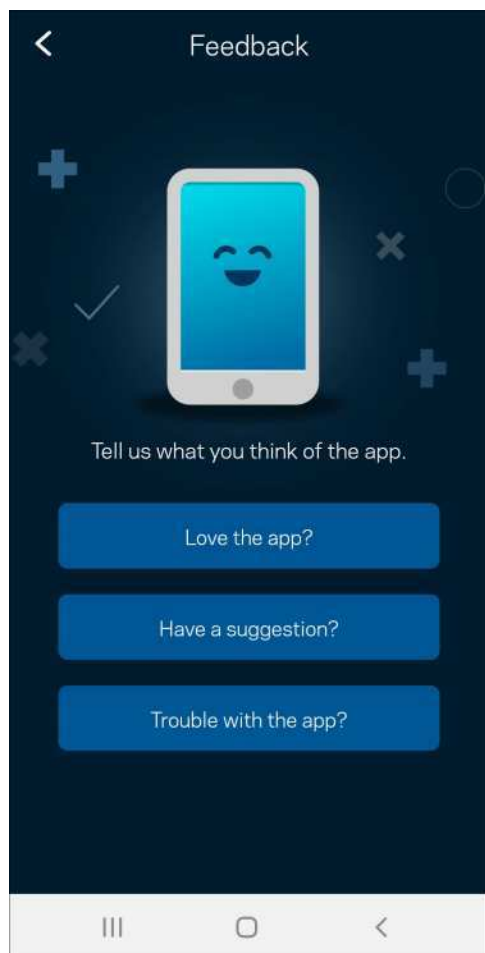 Feedback
Tell us what you think of the app.
Love the app?
Have a suggestion?
Trouble with the app?